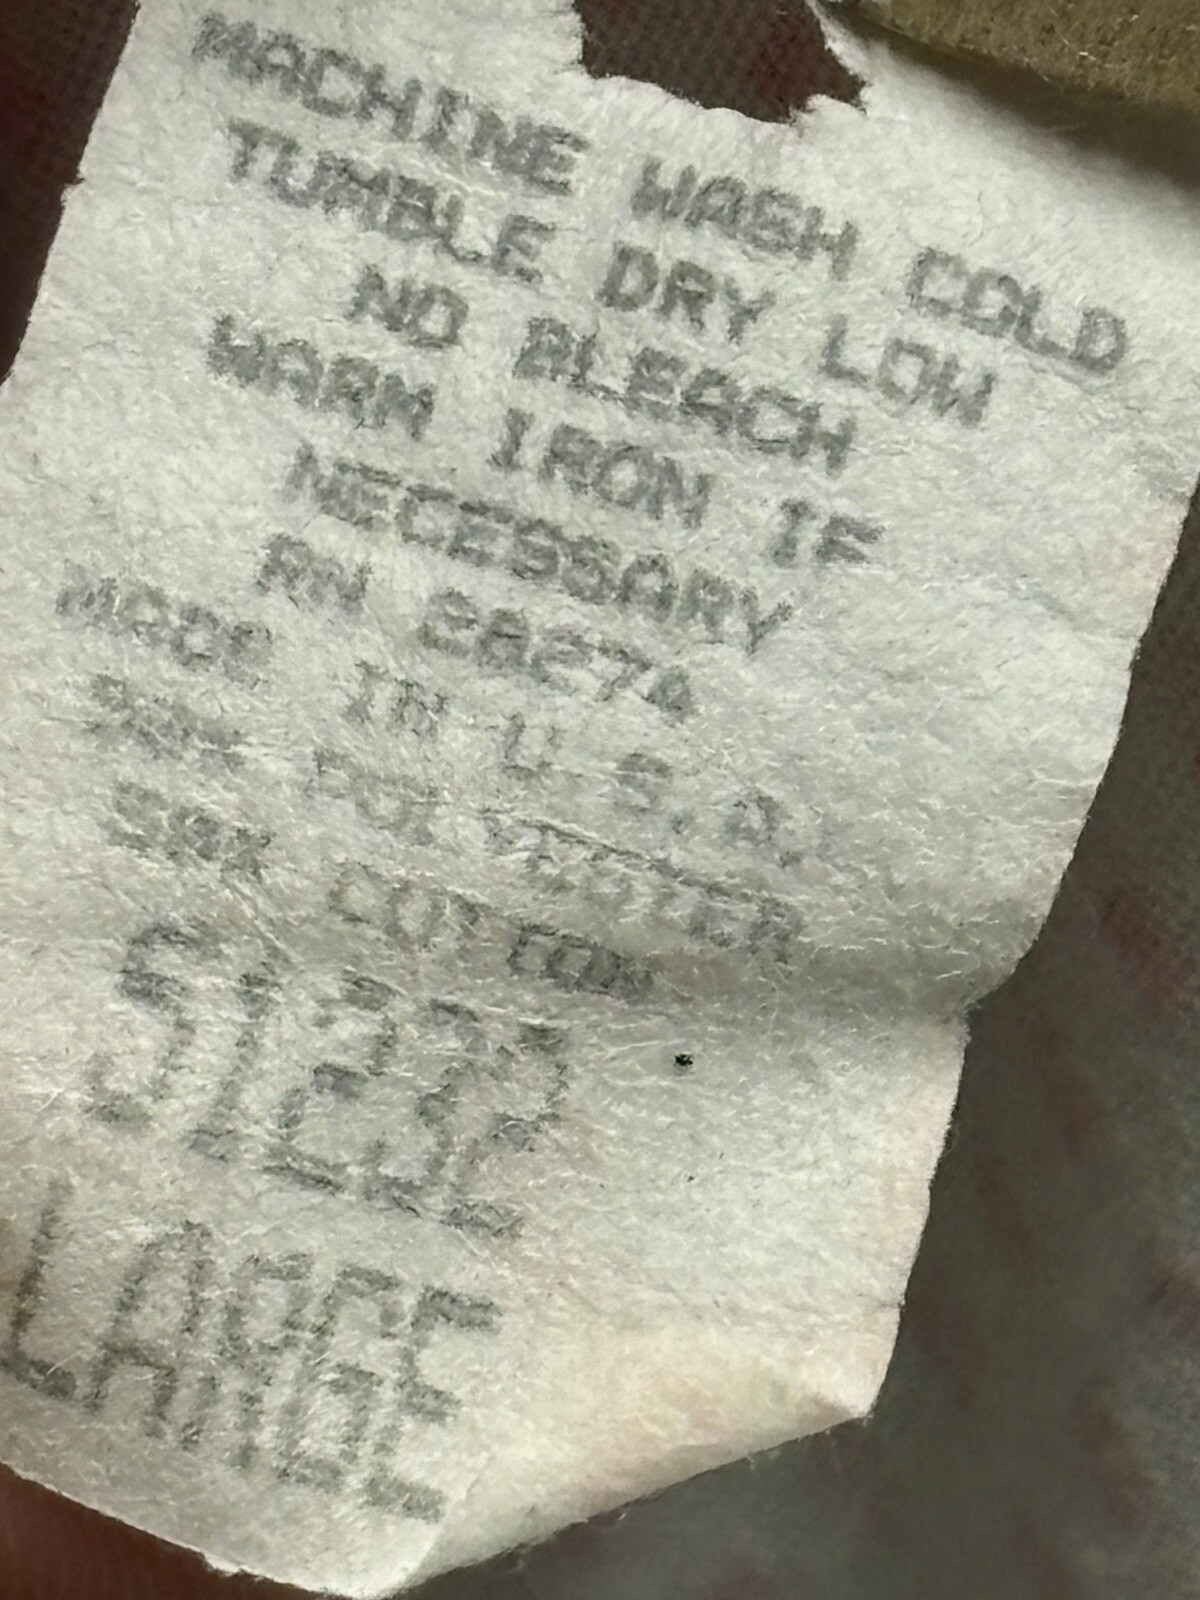 MACHINE WASH COLD
TUMBLE DRY LOW
NO BLEACH
WARM IRON IF
NECESSARY
RN
MADE IN U.S.A.
POLYESTER
COTTON
SIZE
LARGE